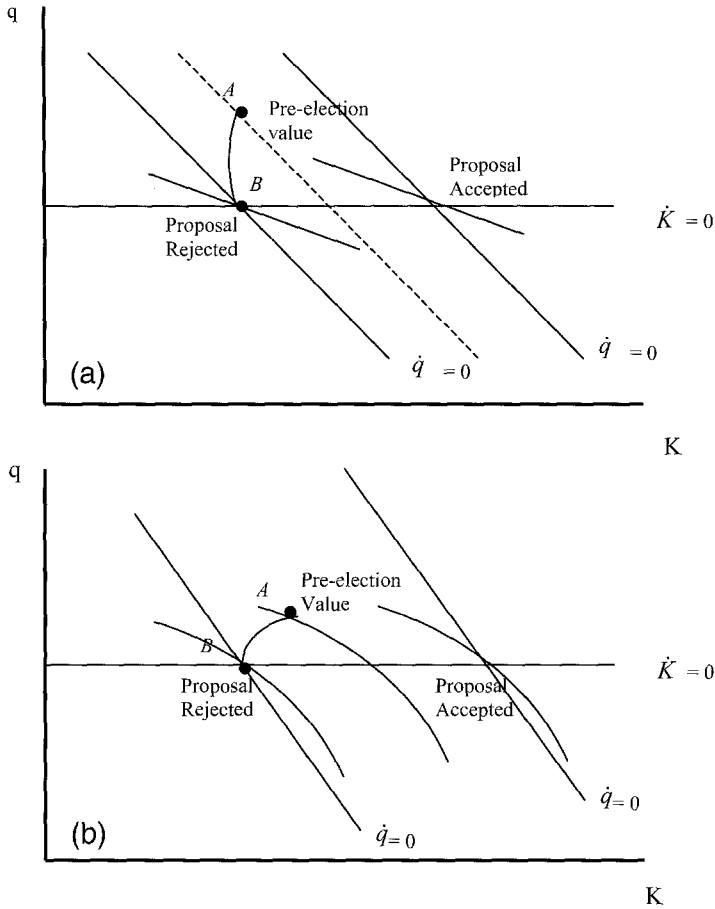 q
A
Pre-election
value
Proposal
Accepted
B
Proposal
Rejected
K̇ = 0
q̇ = 0
q̇ = 0
(a)
K
q
A
Pre-election
Value
B
Proposal
Rejected
Proposal
Accepted
K̇ = 0
q̇ = 0
q̇ = 0
(b)
K